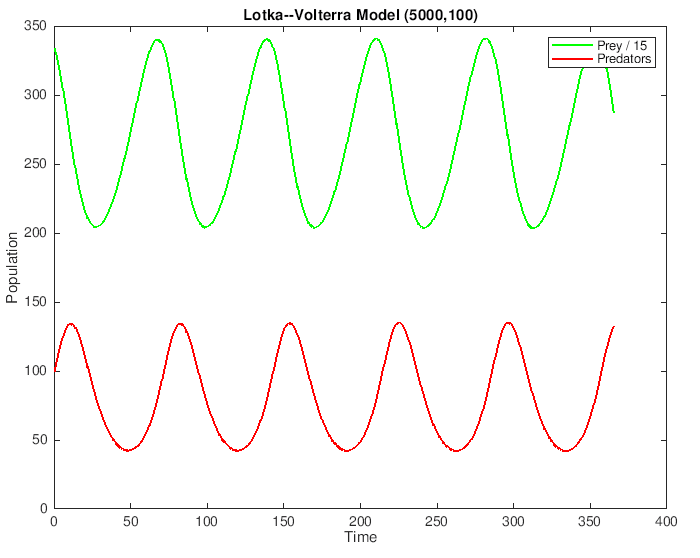 Lotka--Volterra Model (5000,100)
Prey / 15
Predators
350
300
250
200
150
100
50
0
Population
0 50 100 150 200 250 300 350 400
Time